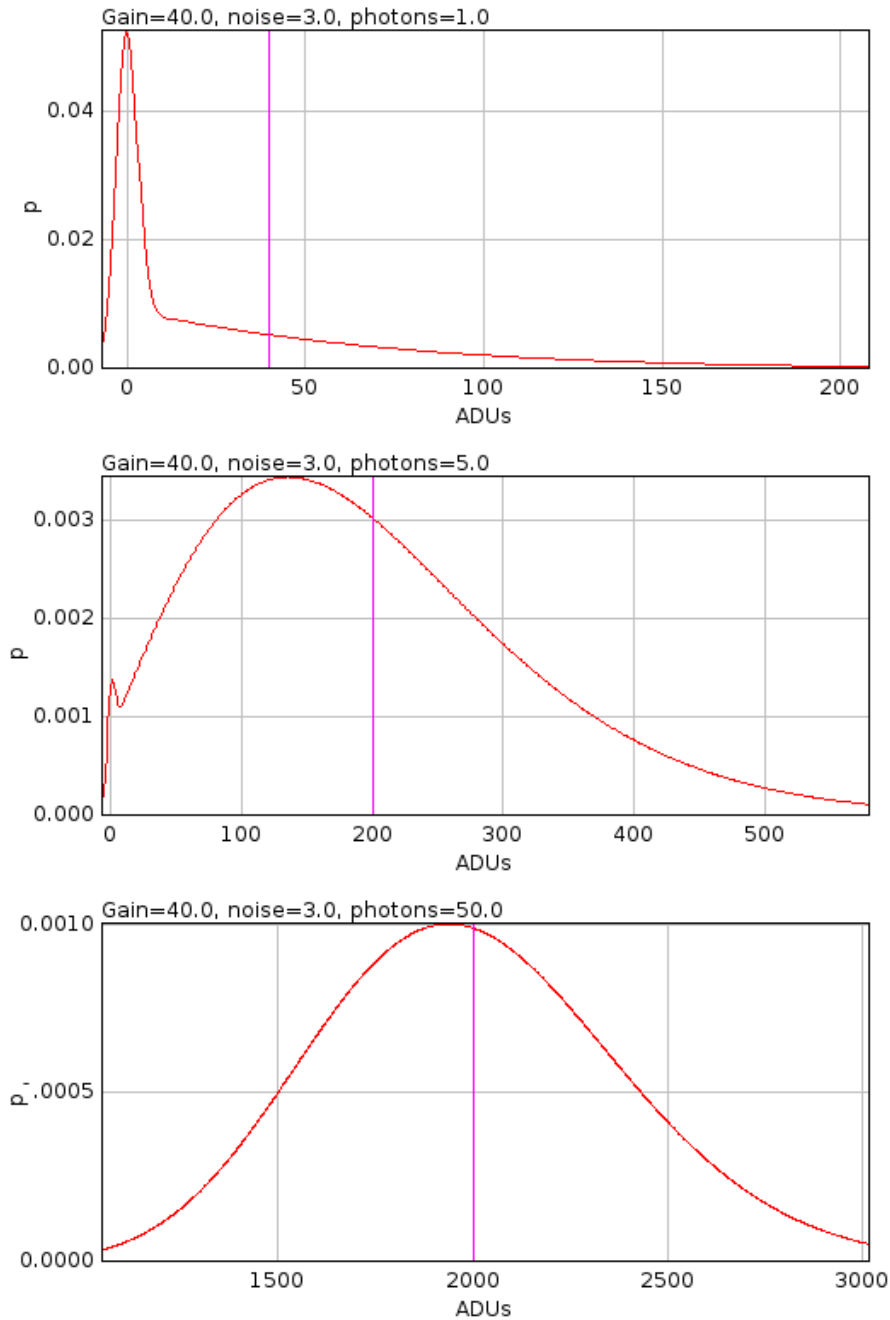 Gain=40.0, noise=3.0, photons=1.0
0.04
0.02
0.00
p
0 50 100 150 200
ADUs
Gain=40.0, noise=3.0, photons=5.0
0.003
0.002
0.001
0.000
p
0 100 200 300 400 500
ADUs
Gain=40.0, noise=3.0, photons=50.0
0.0010
.0005
0.0000
p
1500 2000 2500 3000
ADUs